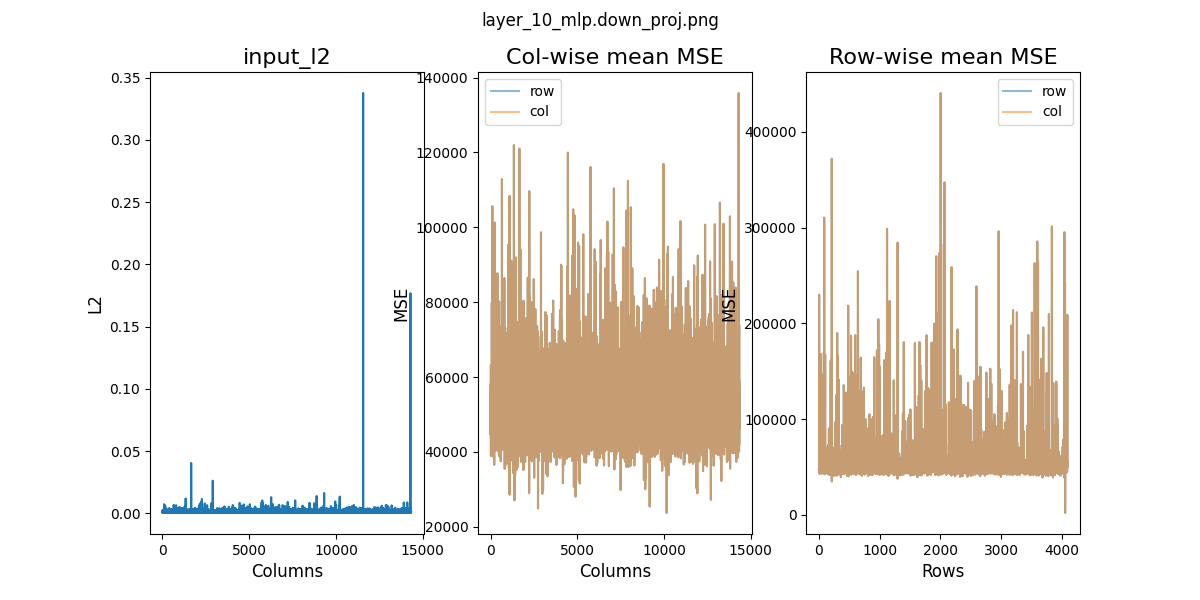 layer_10_mlp.down_proj.png
input_l2
L2
0.35
0.30
0.25
0.20
0.15
0.10
0.05
0.00
0
5000
10000
15000
Columns
Col-wise mean MSE
MSE
140000
120000
100000
80000
60000
40000
20000
row
col
0
5000
10000
15000
Columns
Row-wise mean MSE
MSE
400000
300000
200000
100000
0
row
col
0
1000
2000
3000
4000
Rows